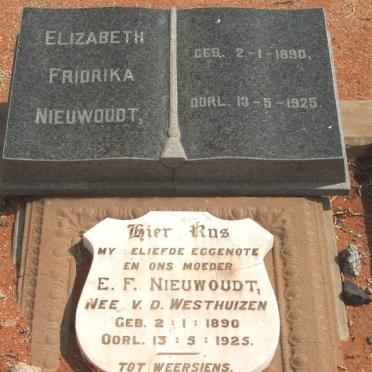 ELIZABETH
FRIDRIKA
NIEUWOUDT,
GEB. 2-1-1890,
OORL. 13-5-1925.
Hier Rus
MY GELIEFDE EGGENOTE
EN ONS MOEDER
E. F. NIEUWOUDT,
NEE V. D. WESTHUIZEN
GEB. 2:1:1890
OORL. 13:5:1925.
TOT WEERSIENS.